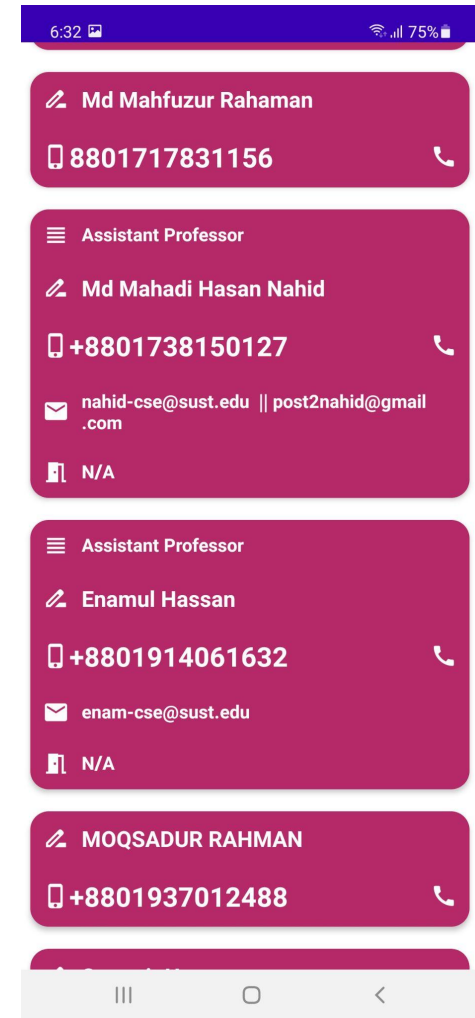 6:32 75%
Md Mahfuzur Rahaman
8801717831156
Assistant Professor
Md Mahadi Hasan Nahid
+8801738150127
nahid-cse@sust.edu || post2nahid@gmail
.com
N/A
Assistant Professor
Enamul Hassan
+8801914061632
enam-cse@sust.edu
N/A
MOQSADUR RAHMAN
+8801937012488